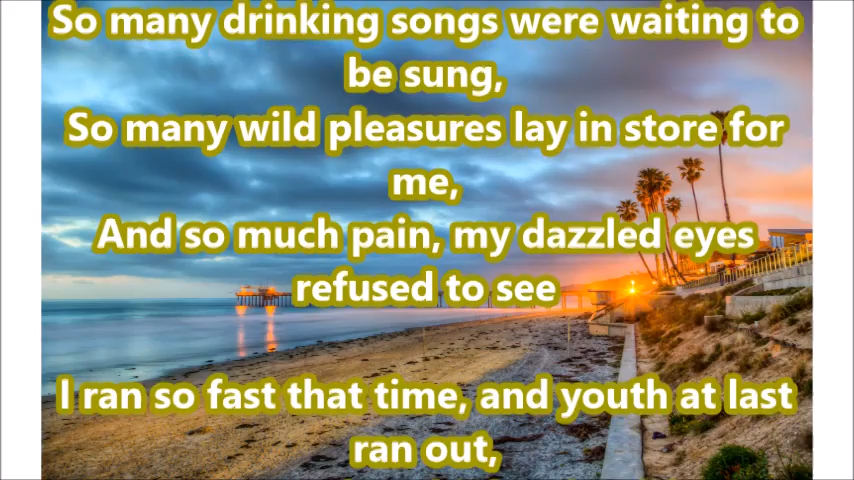 So many drinking songs were waiting to
be sung,
So many wild pleasures lay in store for
me,
And so much pain, my dazzled eyes
refused to see
I ran so fast that time, and youth at last
ran out,